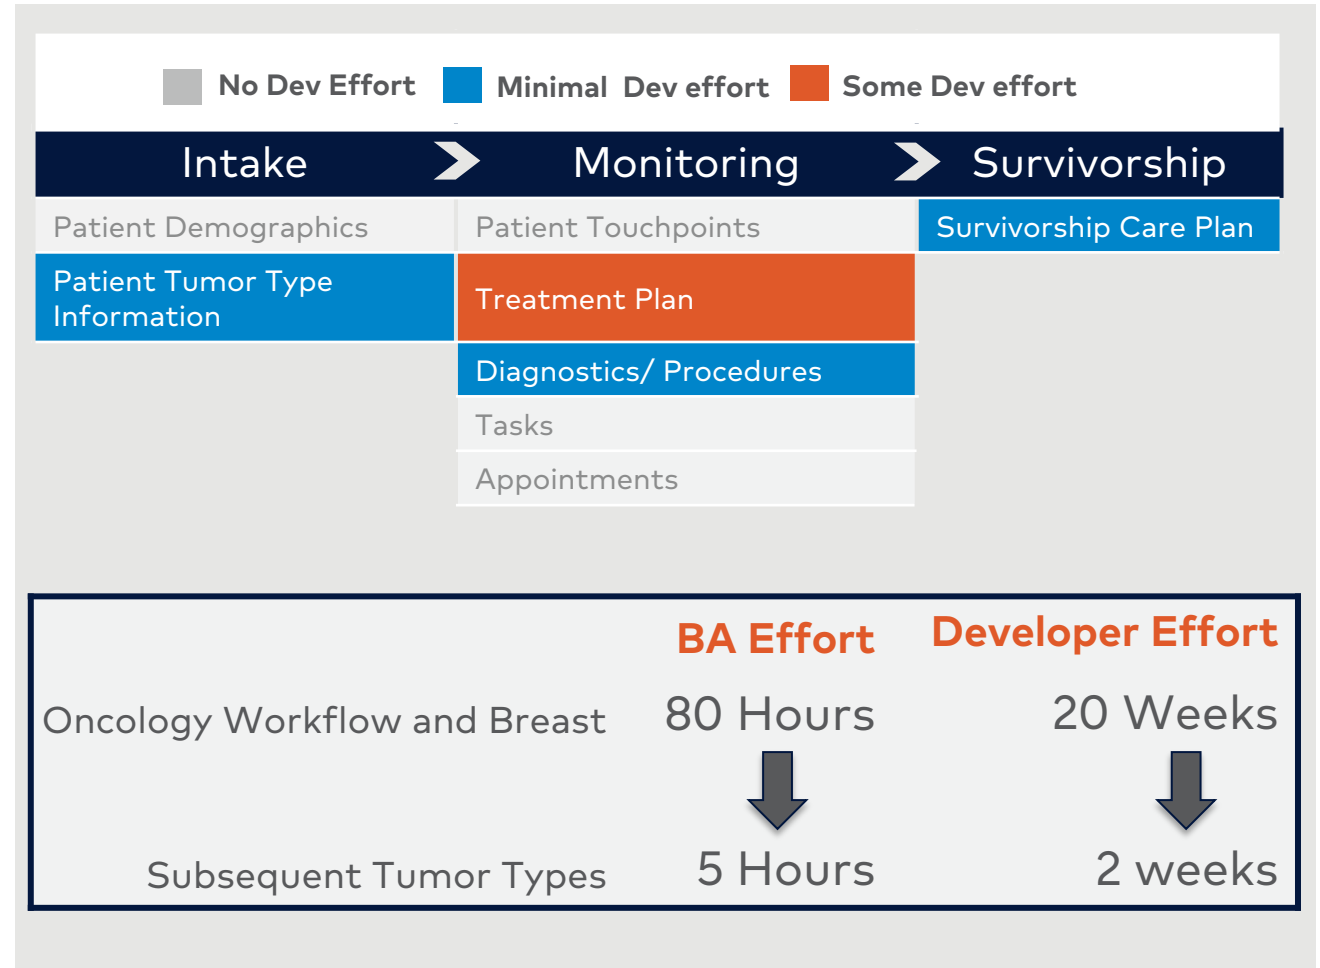 No Dev Effort
Minimal Dev effort
Some Dev effort
Intake
Monitoring
Survivorship
Patient Demographics
Patient Touchpoints
Survivorship Care Plan
Patient Tumor Type
Information
Treatment Plan
Diagnostics/ Procedures
Tasks
Appointments
BA Effort
Developer Effort
Oncology Workflow and Breast
80 Hours
20 Weeks
Subsequent Tumor Types
5 Hours
2 weeks